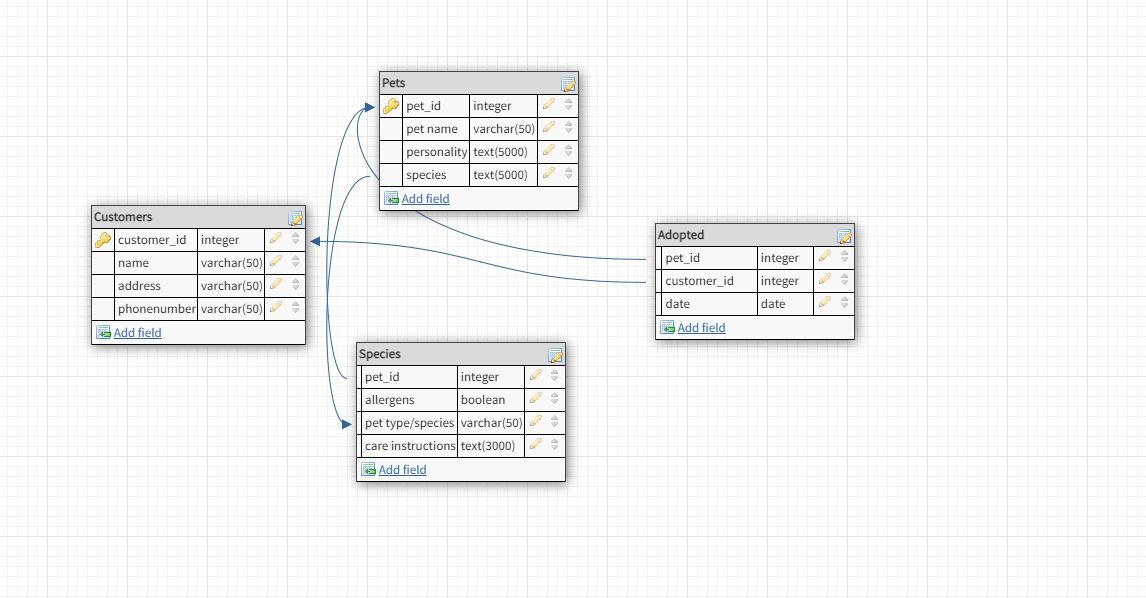 Pets
pet_id integer
pet name varchar(50)
personality text(5000)
species text(5000)
Add field
Customers
customer_id integer
name varchar(50)
address varchar(50)
phonenumber varchar(50)
Add field
Adopted
pet_id integer
customer_id integer
date date
Add field
Species
pet_id integer
allergens boolean
pet type/species varchar(50)
care instructions text(3000)
Add field